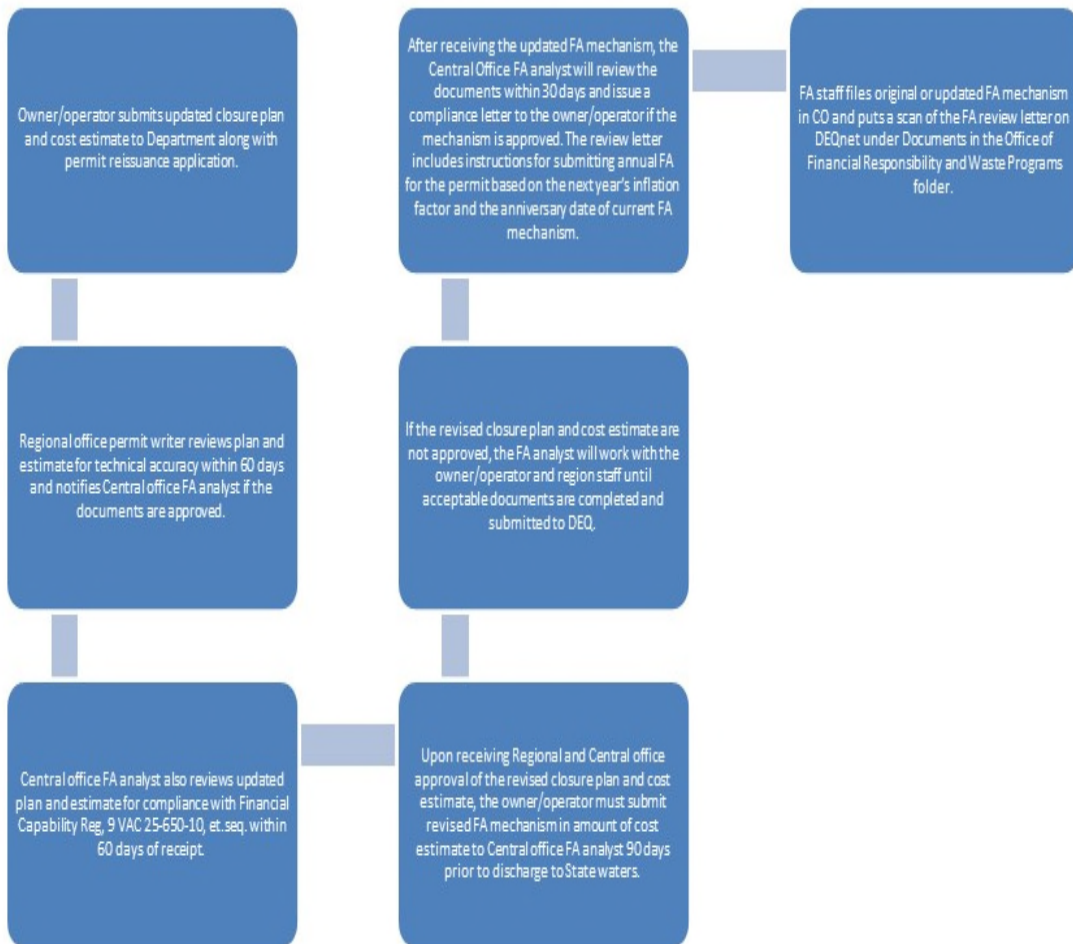 Owner/operator submits updated closure plan
and cost estimate to Department along with
permit reissuance application.
Regional office permit writer reviews plan and
estimate for technical accuracy within 60 days
and notifies Central office FA analyst if the
documents are approved.
Central office FA analyst also reviews updated
plan and estimate for compliance with Financial
Capability Reg, 9 VAC 25-650-10, et.seq. within
60 days of receipt.
Upon receiving Regional and Central office
approval of the revised closure plan and cost
estimate, the owner/operator must submit
revised FA mechanism in amount of cost
estimate to Central office FA analyst 90 days
prior to discharge to State waters.
If the revised closure plan and cost estimate are
not approved, the FA analyst will work with the
owner/operator and region staff until
acceptable documents are completed and
submitted to DEQ.
After receiving the updated FA mechanism, the
Central Office FA analyst will review the
documents within 30 days and issue a
compliance letter to the owner/operator if the
mechanism is approved. The review letter
includes instructions for submitting annual FA
for the permit based on the next year's inflation
factor and the anniversary date of current FA
mechanism.
FA staff files original or updated FA mechanism
in CO and puts a scan of the FA review letter on
DEQnet under Documents in the Office of
Financial Responsibility and Waste Programs
folder.